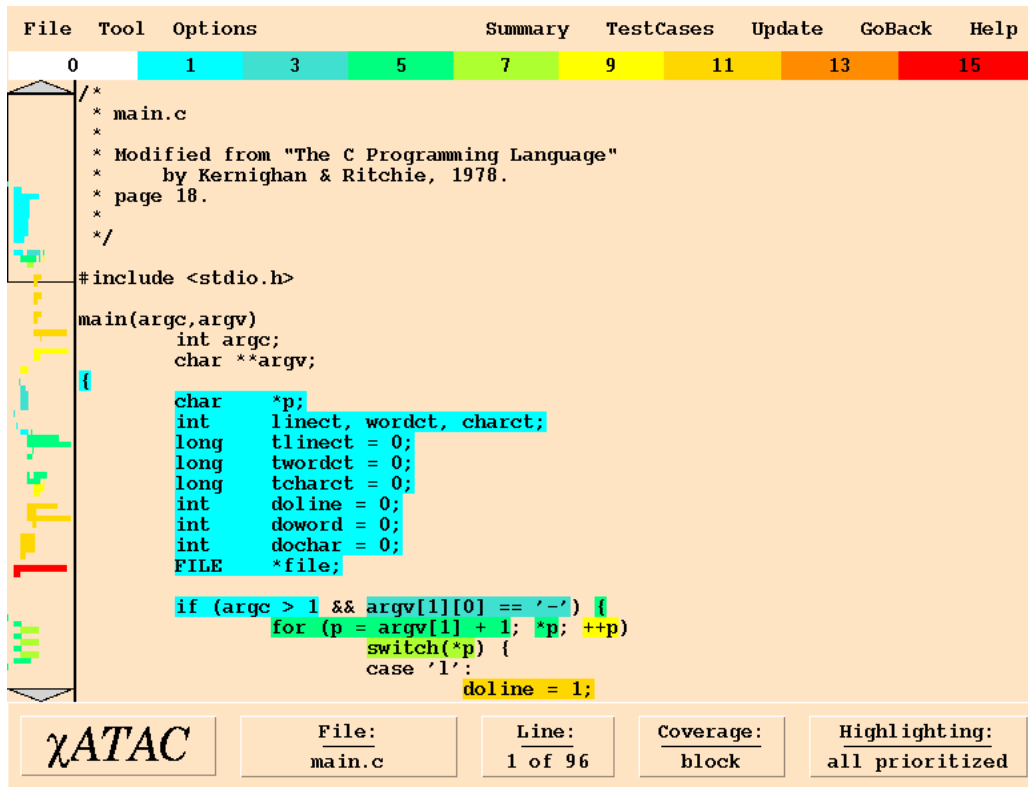 File Tool Options Summary TestCases Update GoBack Help
0 1 3 5 7 9 11 13 15
/*
 * main.c
 *
 * Modified from "The C Programming Language"
 *     by Kernighan & Ritchie, 1978.
 * page 18.
 *
 */
#include <stdio.h>
main(argc,argv)
        int argc;
        char **argv;
{
        char    *p;
        int     linect, wordct, charct;
        long    tlinect = 0;
        long    twordct = 0;
        long    tcharct = 0;
        int     doline = 0;
        int     doword = 0;
        int     dochar = 0;
        FILE    *file;
        if (argc > 1 && argv[1][0] == '-') {
                for (p = argv[1] + 1; *p; ++p)
                        switch(*p) {
                        case 'l':
                                doline = 1;
χATAC
File:
main.c
Line:
1 of 96
Coverage:
block
Highlighting:
all prioritized